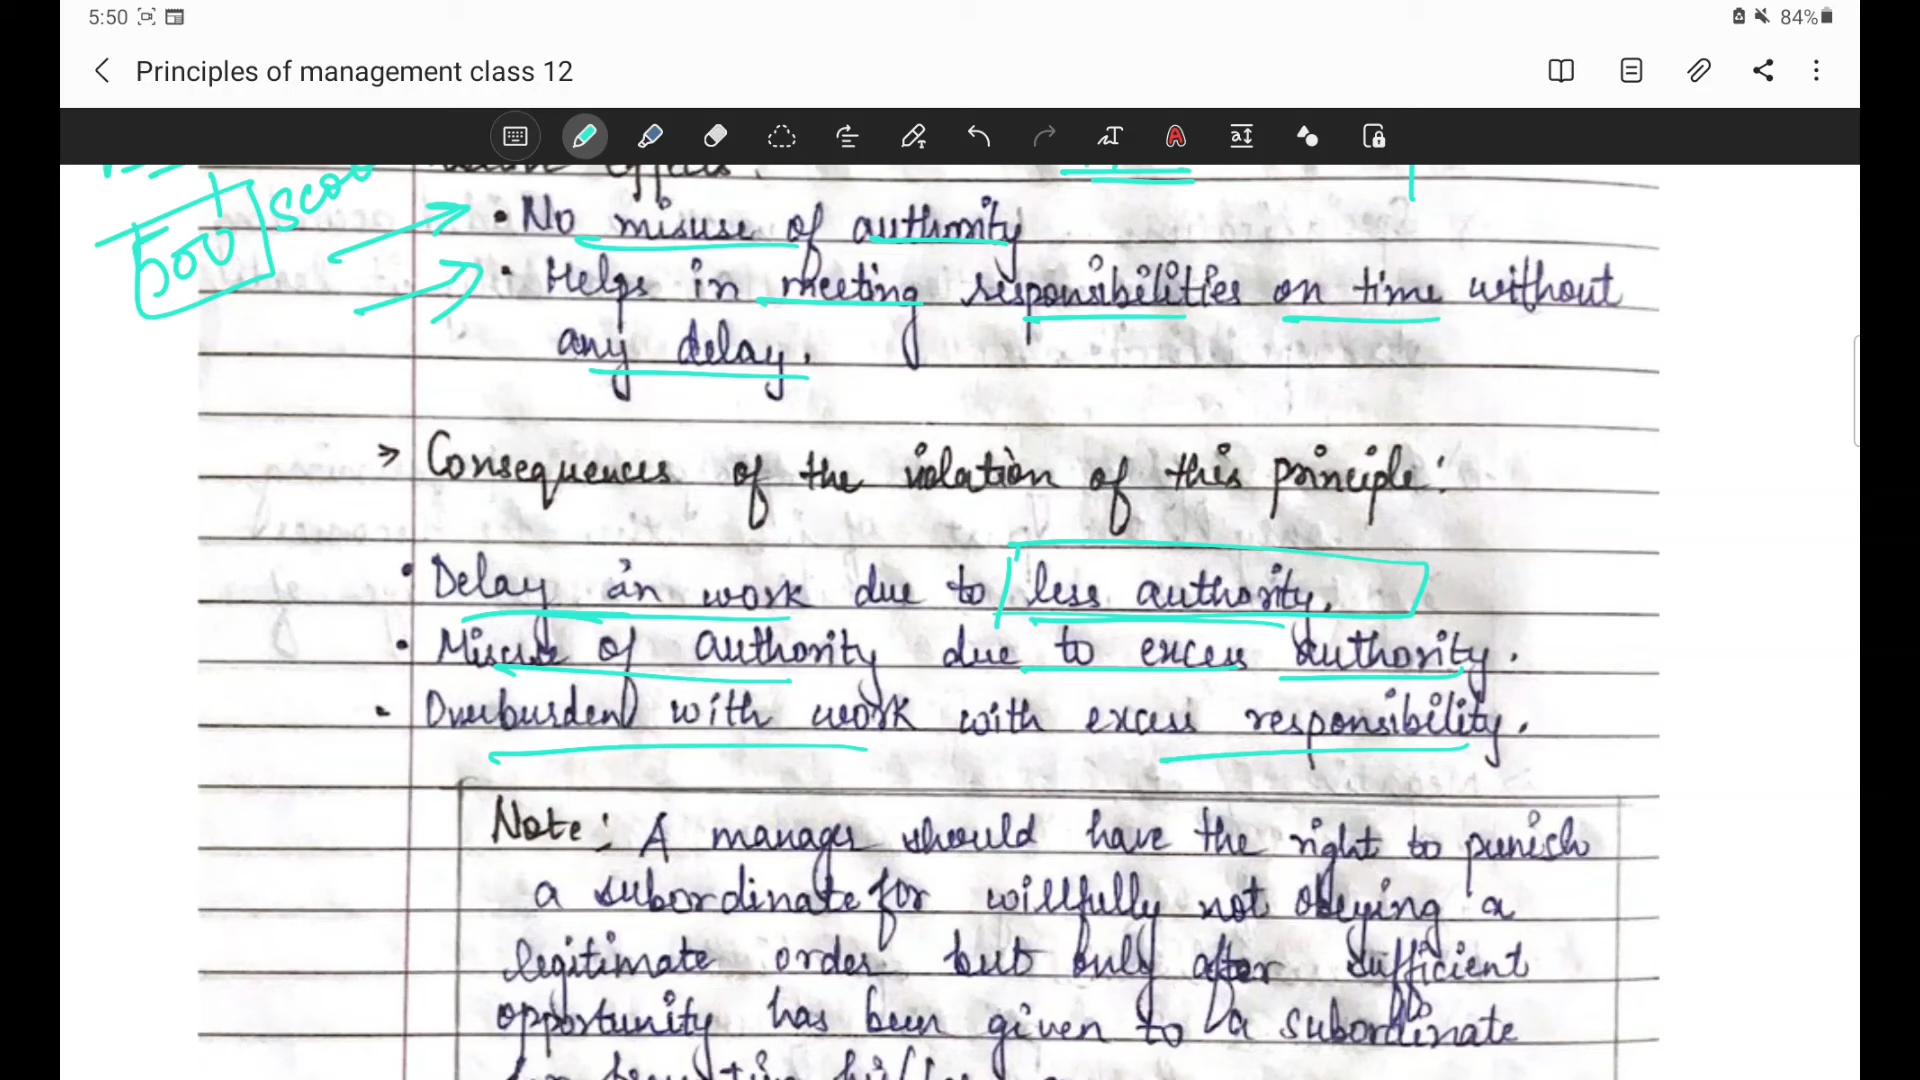 5:50
84%
Principles of management class 12
500
• No misuse of authority
• Helps in meeting responsibilities on time without
any delay.
> Consequences of the violation of this principle:
• Delay in work due to less authority.
• Misuse of authority due to excess authority.
• Overburdend with work with excess responsibility.
Note: A manager should have the right to punish
a subordinate for willfully not obeying a
legitimate order but only after sufficient
opportunity has been given to a subordinate